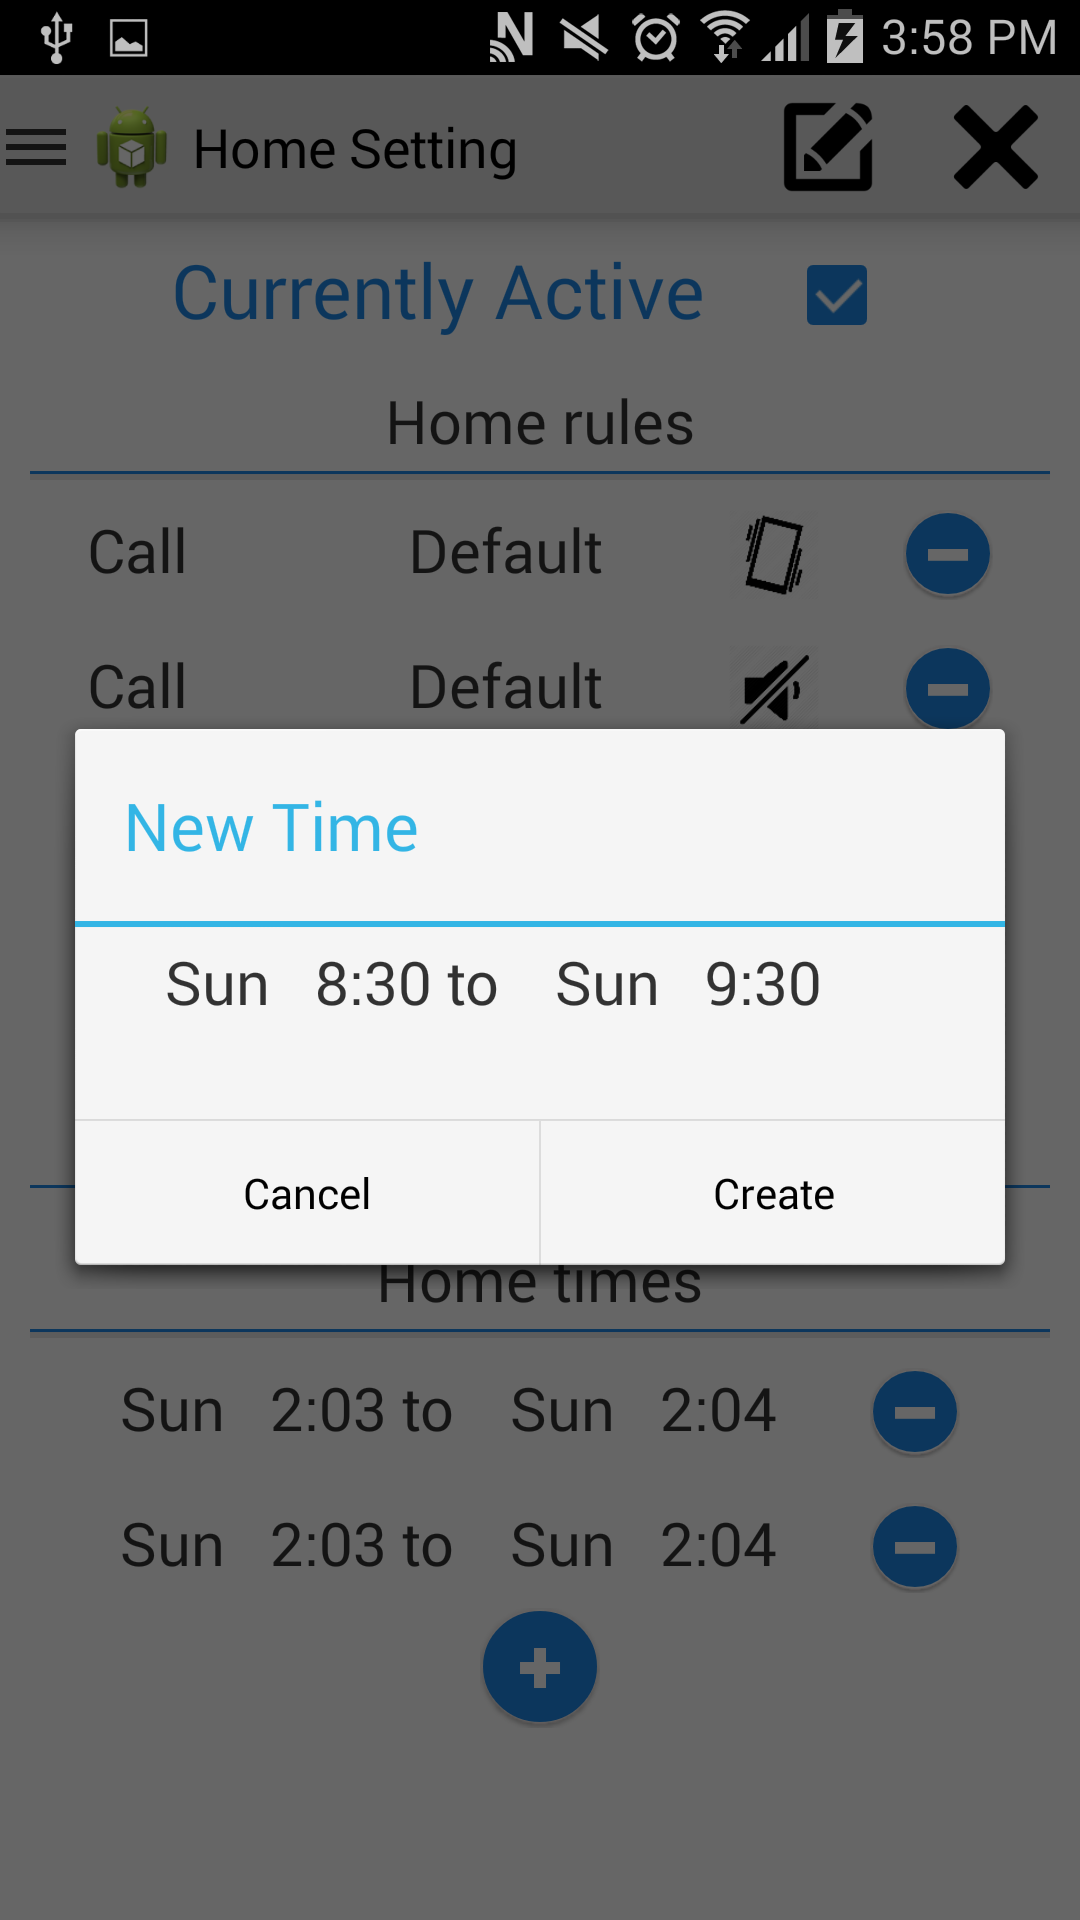 3:58 PM
Home Setting
Currently Active
Home rules
Call Default
Call Default
New Time
Sun 8:30 to Sun 9:30
Cancel Create
Home times
Sun 2:03 to Sun 2:04
Sun 2:03 to Sun 2:04